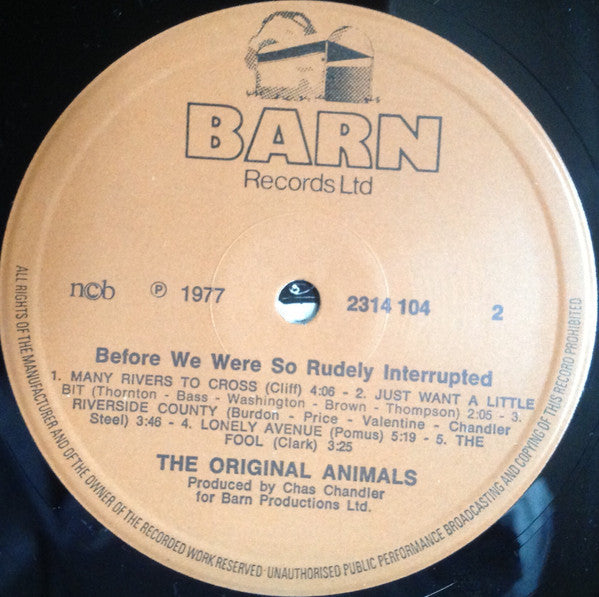 BARN
Records Ltd
n©b ℗ 1977 2314 104 2
Before We Were So Rudely Interrupted
1. MANY RIVERS TO CROSS (Cliff) 4:06 - 2. JUST WANT A LITTLE
BIT (Thornton - Bass - Washington - Brown - Thompson) 2:05 - 3.
RIVERSIDE COUNTY (Burdon - Price - Valentine - Chandler
Steel) 3:46 - 4. LONELY AVENUE (Pomus) 5:19 - 5. THE
FOOL (Clark) 3:25
THE ORIGINAL ANIMALS
Produced by Chas Chandler
for Barn Productions Ltd.
ALL RIGHTS OF THE MANUFACTURER AND OF THE OWNER OF THE RECORDED WORK RESERVED · UNAUTHORISED PUBLIC PERFORMANCE BROADCASTING AND COPYING OF THIS RECORD PROHIBITED